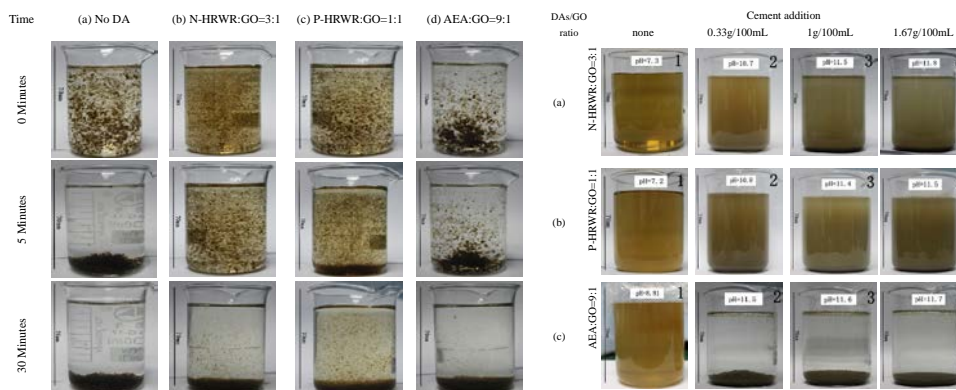 Time
(a) No DA
(b) N-HRWR:GO=3:1
(c) P-HRWR:GO=1:1
(d) AEA:GO=9:1
0 Minutes
5 Minutes
30 Minutes
DAs/GO
ratio
Cement addition
none
0.33g/100mL
1g/100mL
1.67g/100mL
(a)
N-HRWR:GO=3:1
pH=7.3
1
pH=10.7
2
pH=11.5
3
pH=11.8
(b)
P-HRWR:GO=1:1
pH=7.2
1
2
pH=11.4
3
pH=11.5
(c)
AEA:GO=9:1
1
pH=11.5
2
pH=11.6
3
pH=11.7